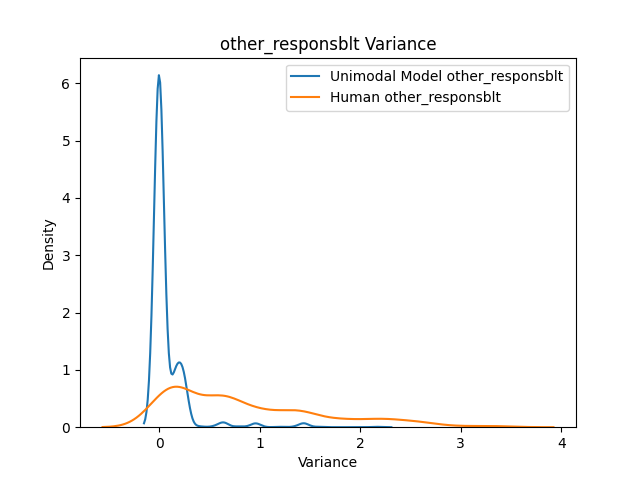 other_responsblt Variance
Unimodal Model other_responsblt
Human other_responsblt
6
5
4
3
2
1
0
Density
0 1 2 3 4
Variance